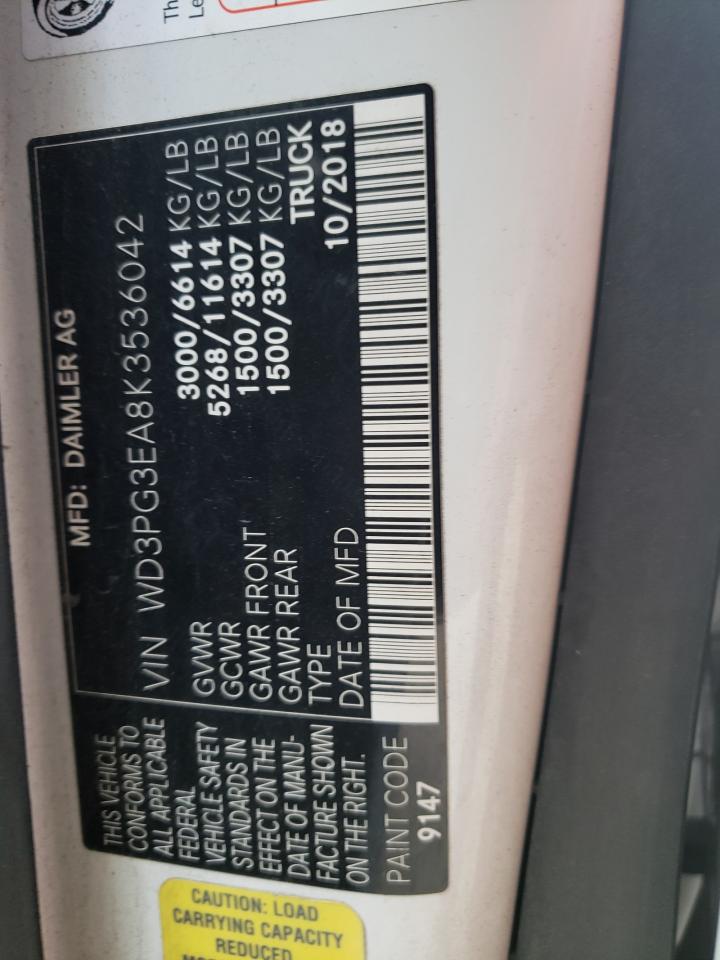 MFD: DAIMLER AG
VIN WD3PG3EA8K3536042
GVWR 3000/6614 KG/LB
GCWR 5268/11614 KG/LB
GAWR FRONT 1500/3307 KG/LB
GAWR REAR 1500/3307 KG/LB
TYPE TRUCK
DATE OF MFD 10/2018
THIS VEHICLE
CONFORMS TO
ALL APPLICABLE
FEDERAL
VEHICLE SAFETY
STANDARDS IN
EFFECT ON THE
DATE OF MANU-
FACTURE SHOWN
ON THE RIGHT.
PAINT CODE
9147
CAUTION: LOAD
CARRYING CAPACITY
REDUCED